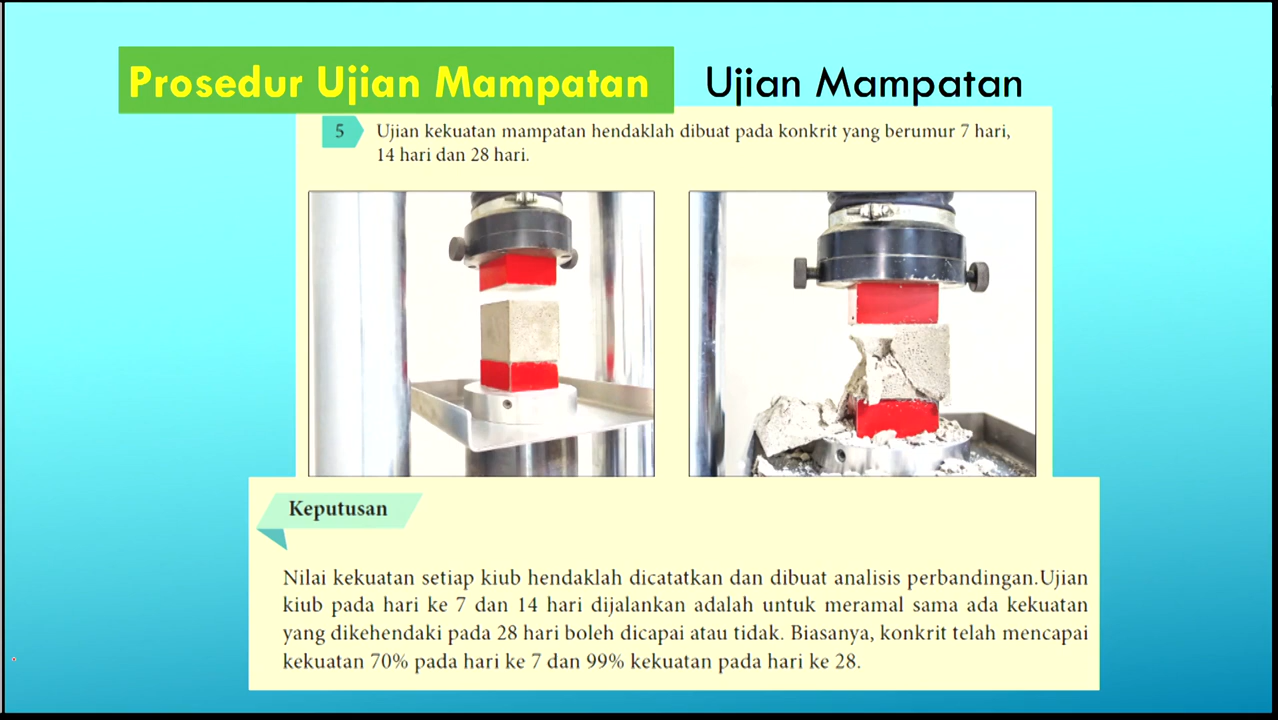 Prosedur Ujian Mampatan
Ujian Mampatan
5
Ujian kekuatan mampatan hendaklah dibuat pada konkrit yang berumur 7 hari,
14 hari dan 28 hari.
Keputusan
Nilai kekuatan setiap kiub hendaklah dicatatkan dan dibuat analisis perbandingan.Ujian
kiub pada hari ke 7 dan 14 hari dijalankan adalah untuk meramal sama ada kekuatan
yang dikehendaki pada 28 hari boleh dicapai atau tidak. Biasanya, konkrit telah mencapai
kekuatan 70% pada hari ke 7 dan 99% kekuatan pada hari ke 28.